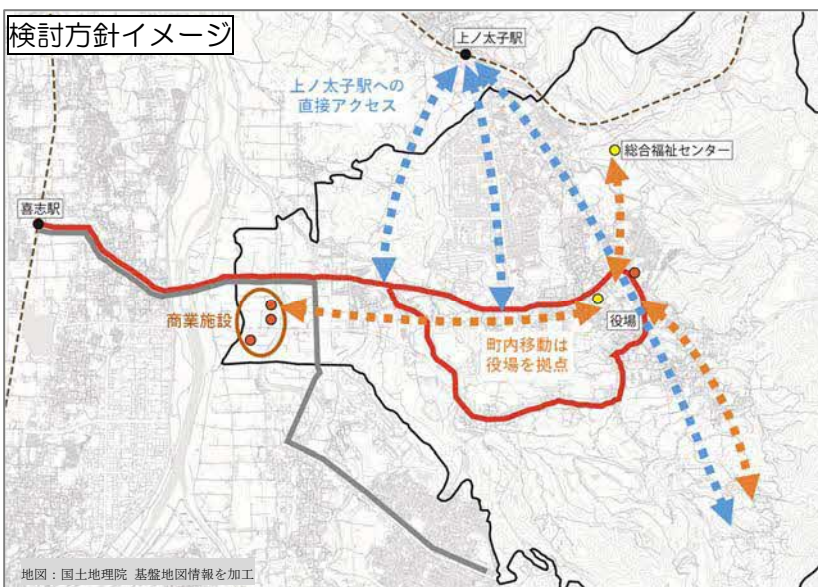 検討方針イメージ
上ノ太子駅
上ノ太子駅への
直接アクセス
総合福祉センター
喜志駅
商業施設
役場
町内移動は
役場を拠点
地図：国土地理院 基盤地図情報を加工